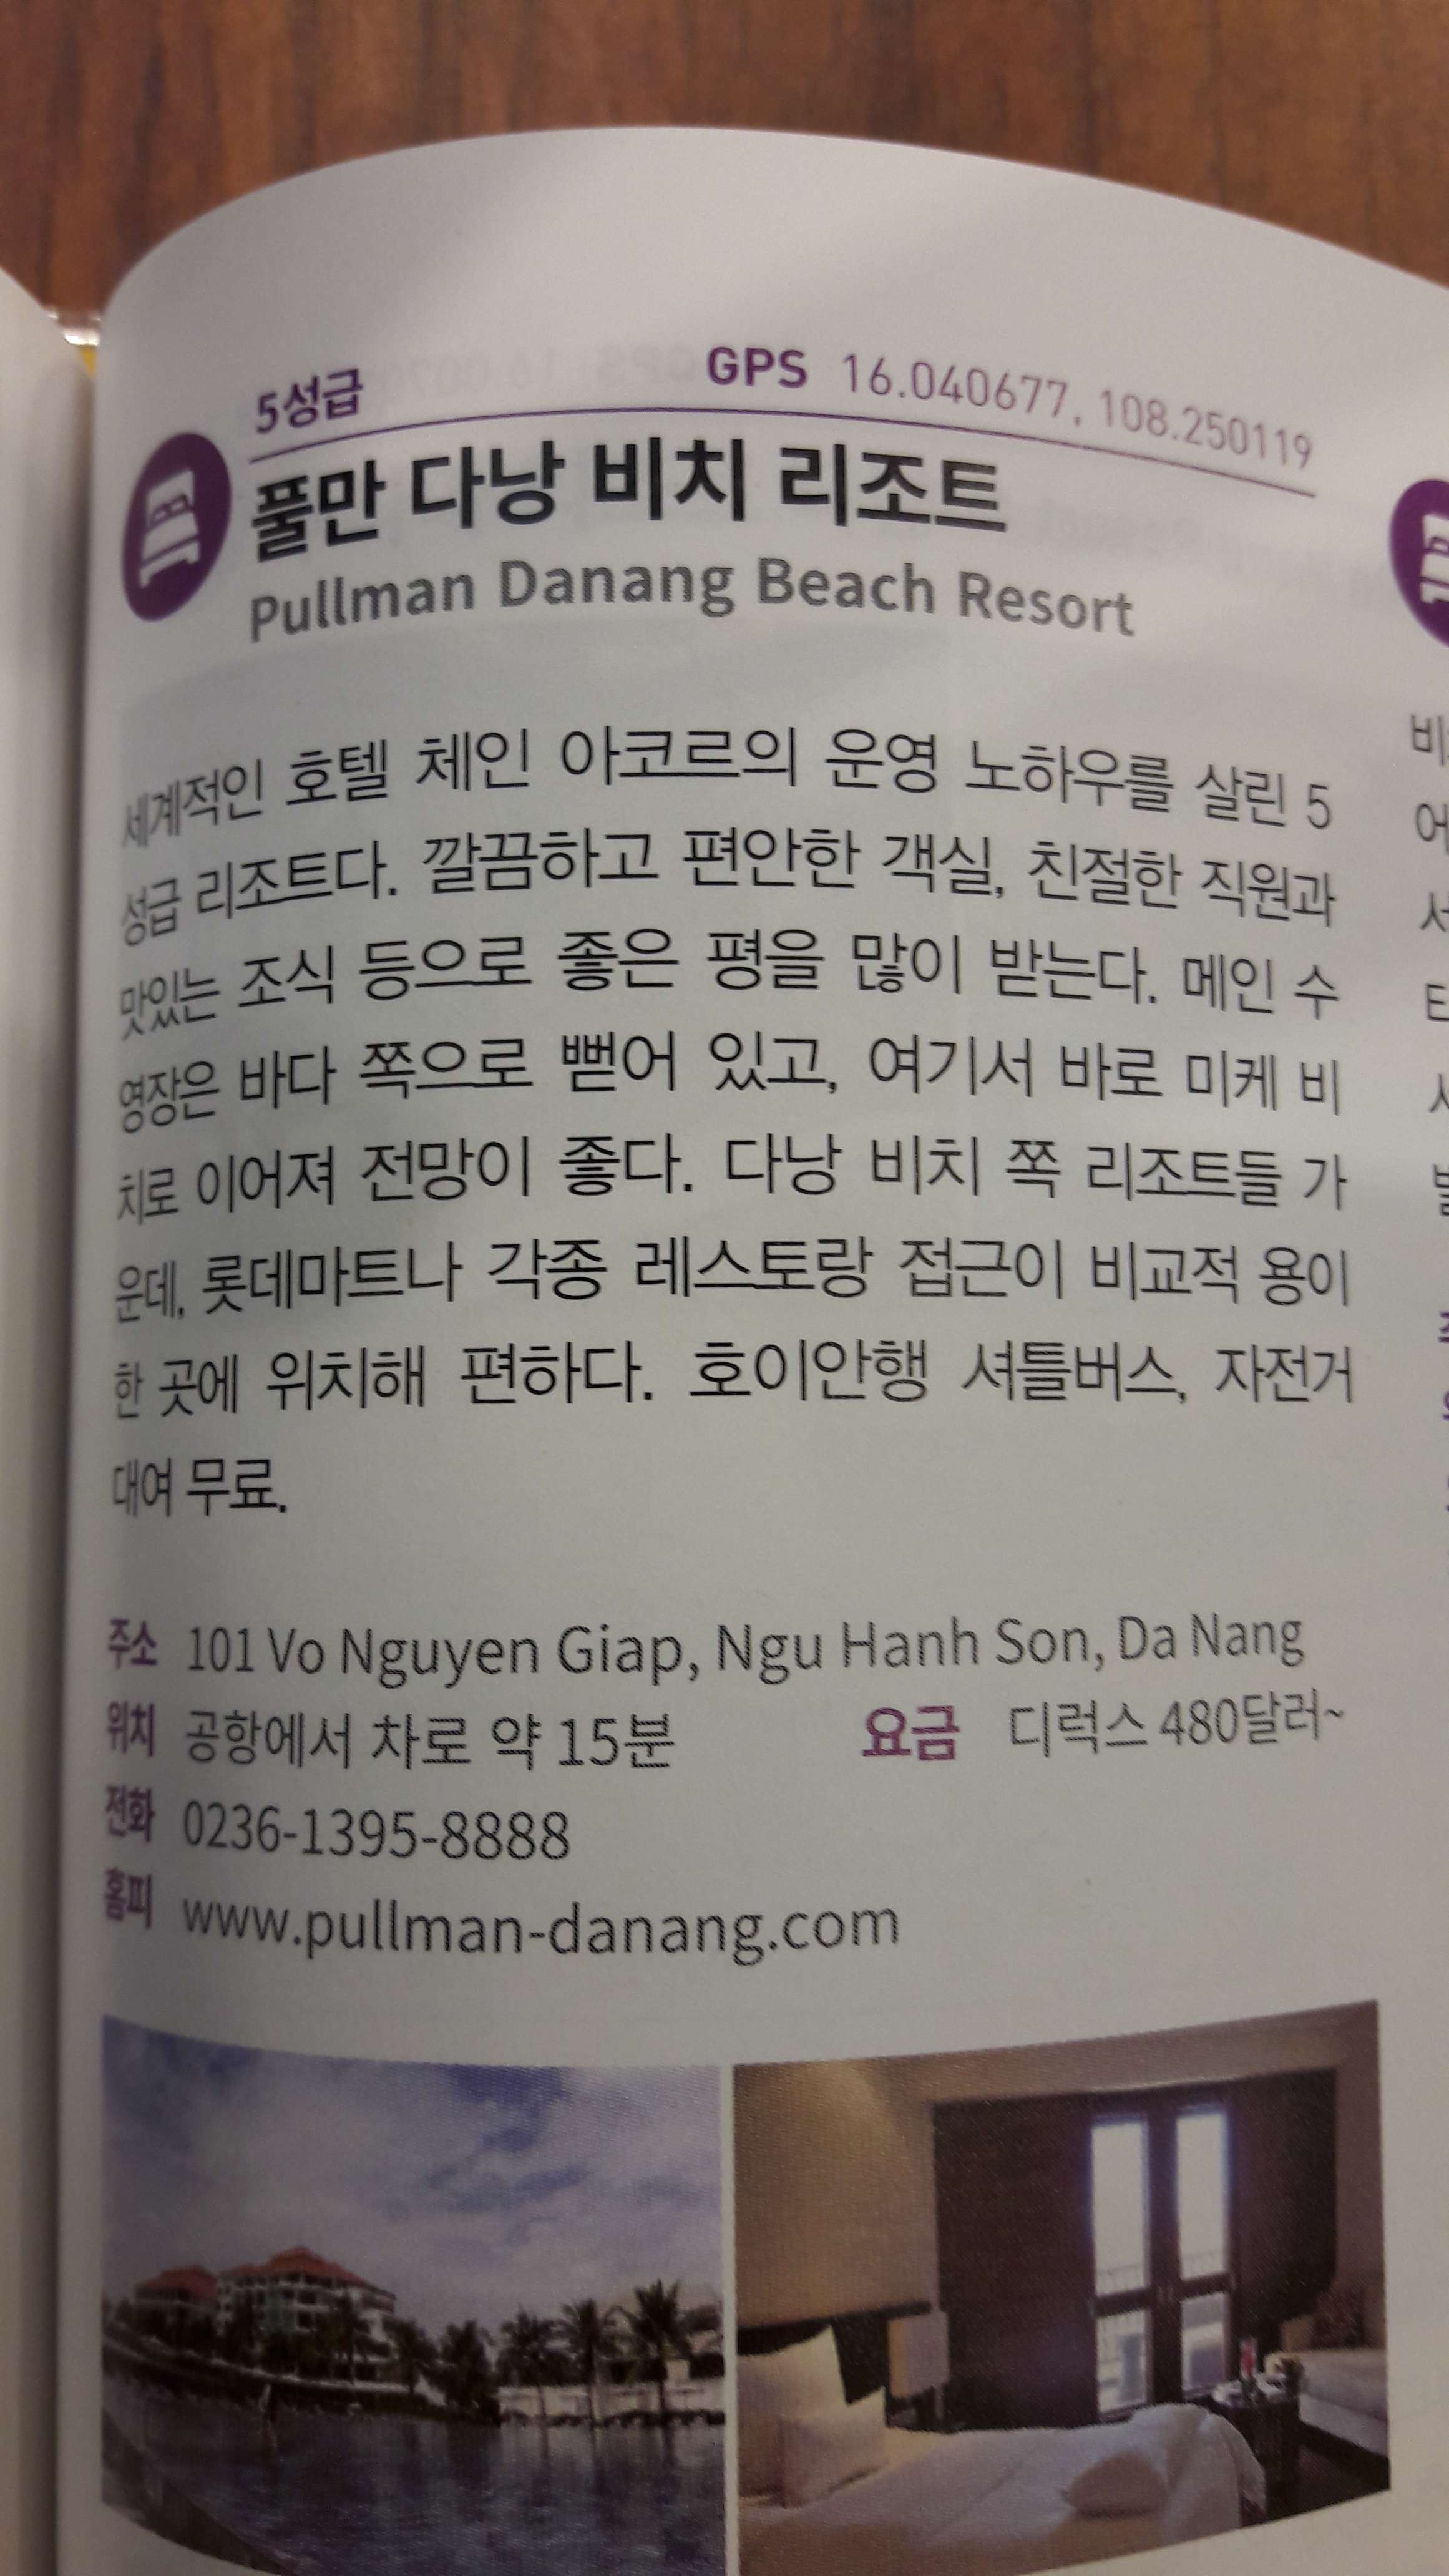 5성급 GPS 16.040677, 108.250119
풀만 다낭 비치 리조트
Pullman Danang Beach Resort
세계적인 호텔 체인 아코르의 운영 노하우를 살린 5
성급 리조트다. 깔끔하고 편안한 객실, 친절한 직원과
맛있는 조식 등으로 좋은 평을 많이 받는다. 메인 수
영장은 바다 쪽으로 뻗어 있고, 여기서 바로 미케 비
치로 이어져 전망이 좋다. 다낭 비치 쪽 리조트들 가
운데, 롯데마트나 각종 레스토랑 접근이 비교적 용이
한 곳에 위치해 편하다. 호이안행 셔틀버스, 자전거
대여 무료.
주소 101 Vo Nguyen Giap, Ngu Hanh Son, Da Nang
위치 공항에서 차로 약 15분 요금 디럭스 480달러~
전화 0236-1395-8888
홈피 www.pullman-danang.com